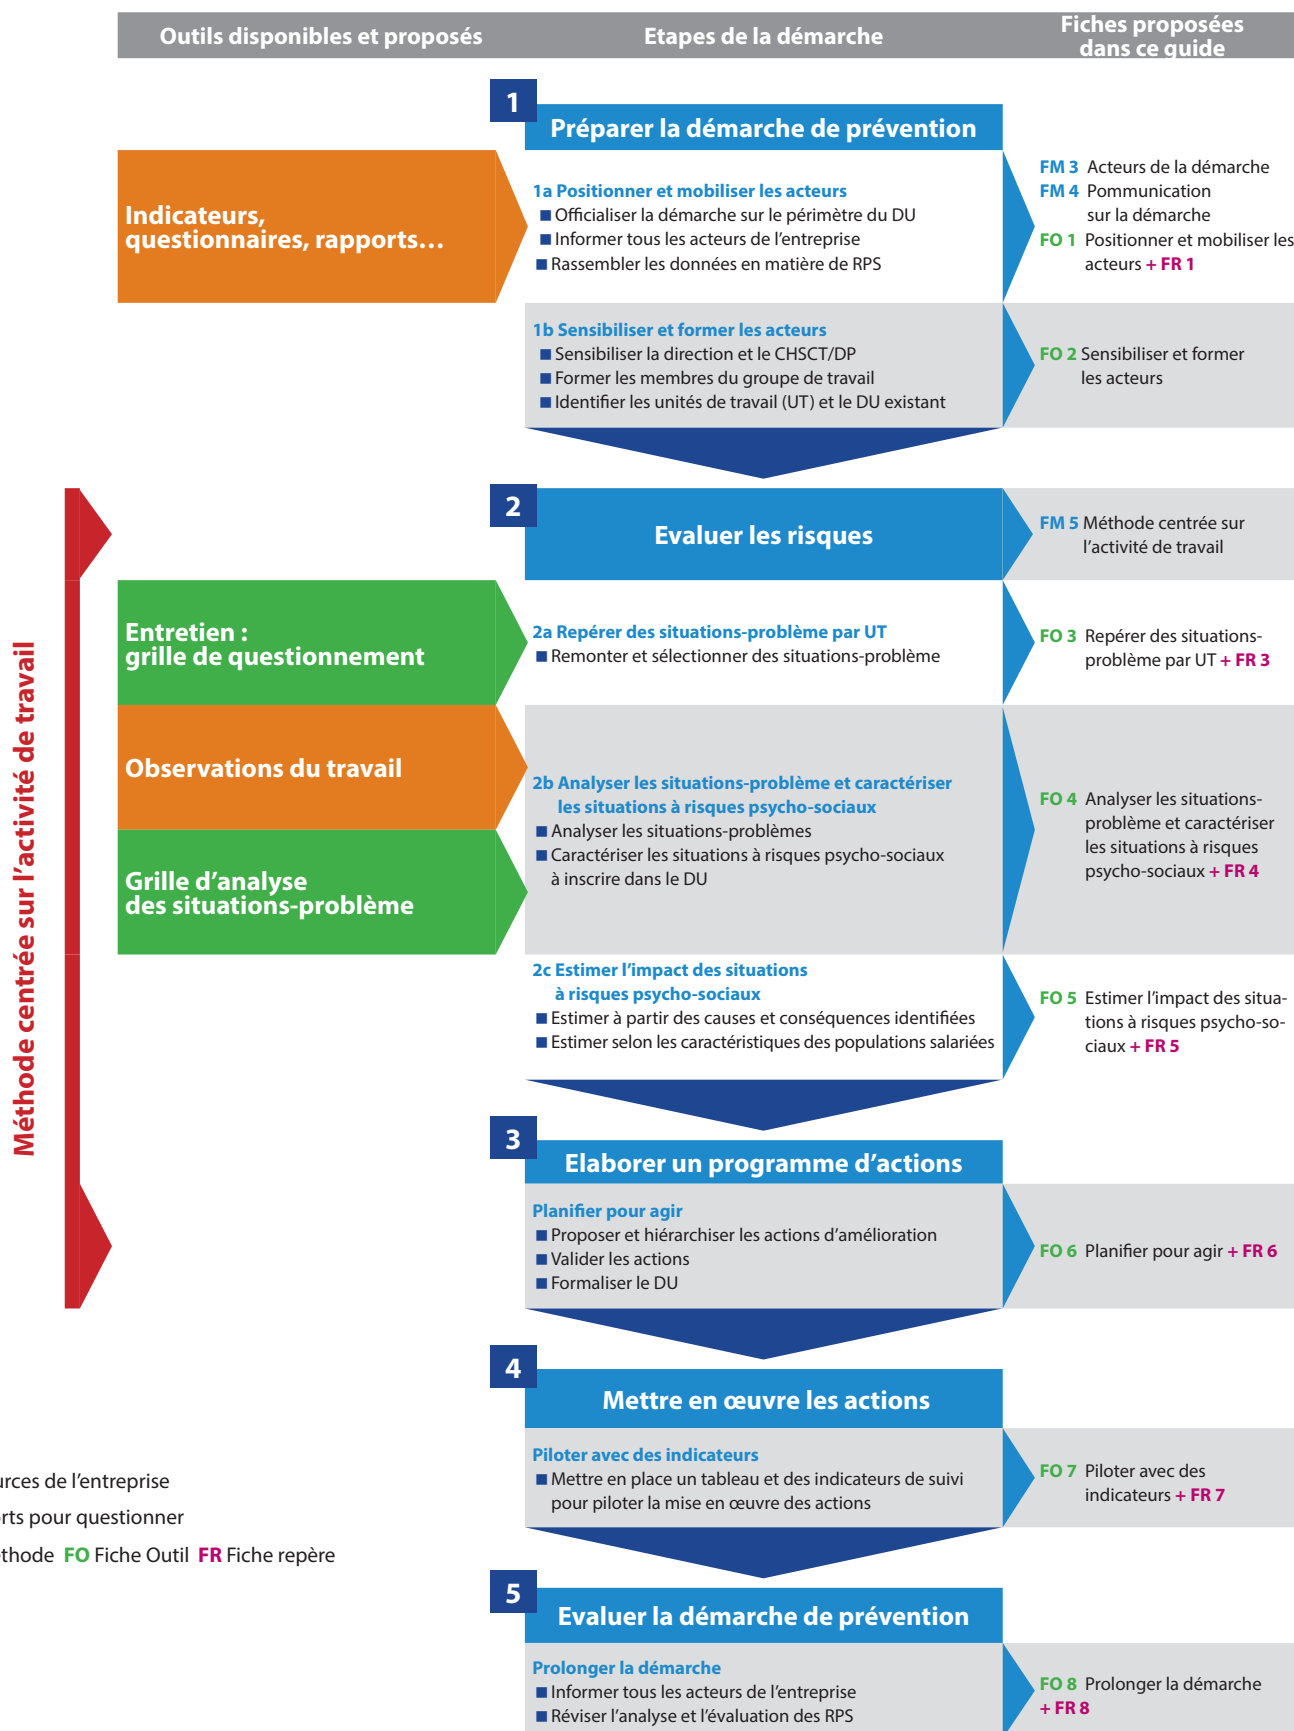 Outils disponibles et proposés
Etapes de la démarche
Fiches proposées
dans ce guide
1
Préparer la démarche de prévention
Indicateurs,
questionnaires, rapports…
1a Positionner et mobiliser les acteurs
■ Officialiser la démarche sur le périmètre du DU
■ Informer tous les acteurs de l'entreprise
■ Rassembler les données en matière de RPS
FM 3 Acteurs de la démarche
FM 4 Pommunication
sur la démarche
FO 1 Positionner et mobiliser les
acteurs + FR 1
1b Sensibiliser et former les acteurs
■ Sensibiliser la direction et le CHSCT/DP
■ Former les membres du groupe de travail
■ Identifier les unités de travail (UT) et le DU existant
FO 2 Sensibiliser et former
les acteurs
Méthode centrée sur l'activité de travail
2
Evaluer les risques
FM 5 Méthode centrée sur
l'activité de travail
Entretien :
grille de questionnement
2a Repérer des situations-problème par UT
■ Remonter et sélectionner des situations-problème
FO 3 Repérer des situations-
problème par UT + FR 3
Observations du travail
Grille d'analyse
des situations-problème
2b Analyser les situations-problème et caractériser
les situations à risques psycho-sociaux
■ Analyser les situations-problèmes
■ Caractériser les situations à risques psycho-sociaux
à inscrire dans le DU
FO 4 Analyser les situations-
problème et caractériser
les situations à risques
psycho-sociaux + FR 4
2c Estimer l'impact des situations
à risques psycho-sociaux
■ Estimer à partir des causes et conséquences identifiées
■ Estimer selon les caractéristiques des populations salariées
FO 5 Estimer l'impact des situa-
tions à risques psycho-so-
ciaux + FR 5
3
Elaborer un programme d'actions
Planifier pour agir
■ Proposer et hiérarchiser les actions d'amélioration
■ Valider les actions
■ Formaliser le DU
FO 6 Planifier pour agir + FR 6
4
Mettre en œuvre les actions
Piloter avec des indicateurs
■ Mettre en place un tableau et des indicateurs de suivi
pour piloter la mise en œuvre des actions
FO 7 Piloter avec des
indicateurs + FR 7
urces de l'entreprise
rts pour questionner
thode FO Fiche Outil FR Fiche repère
5
Evaluer la démarche de prévention
Prolonger la démarche
■ Informer tous les acteurs de l'entreprise
■ Réviser l'analyse et l'évaluation des RPS
FO 8 Prolonger la démarche
+ FR 8